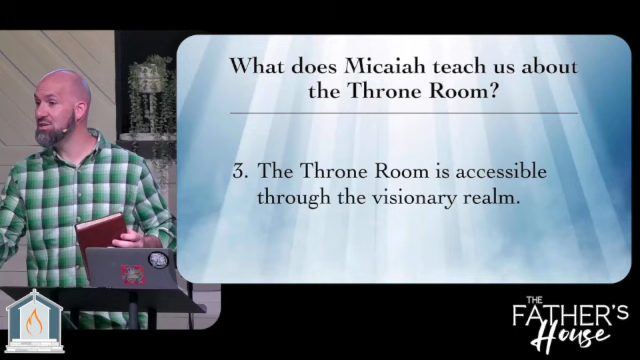 What does Micaiah teach us about
the Throne Room?
3. The Throne Room is accessible
through the visionary realm.
THE
FATHER'S
House